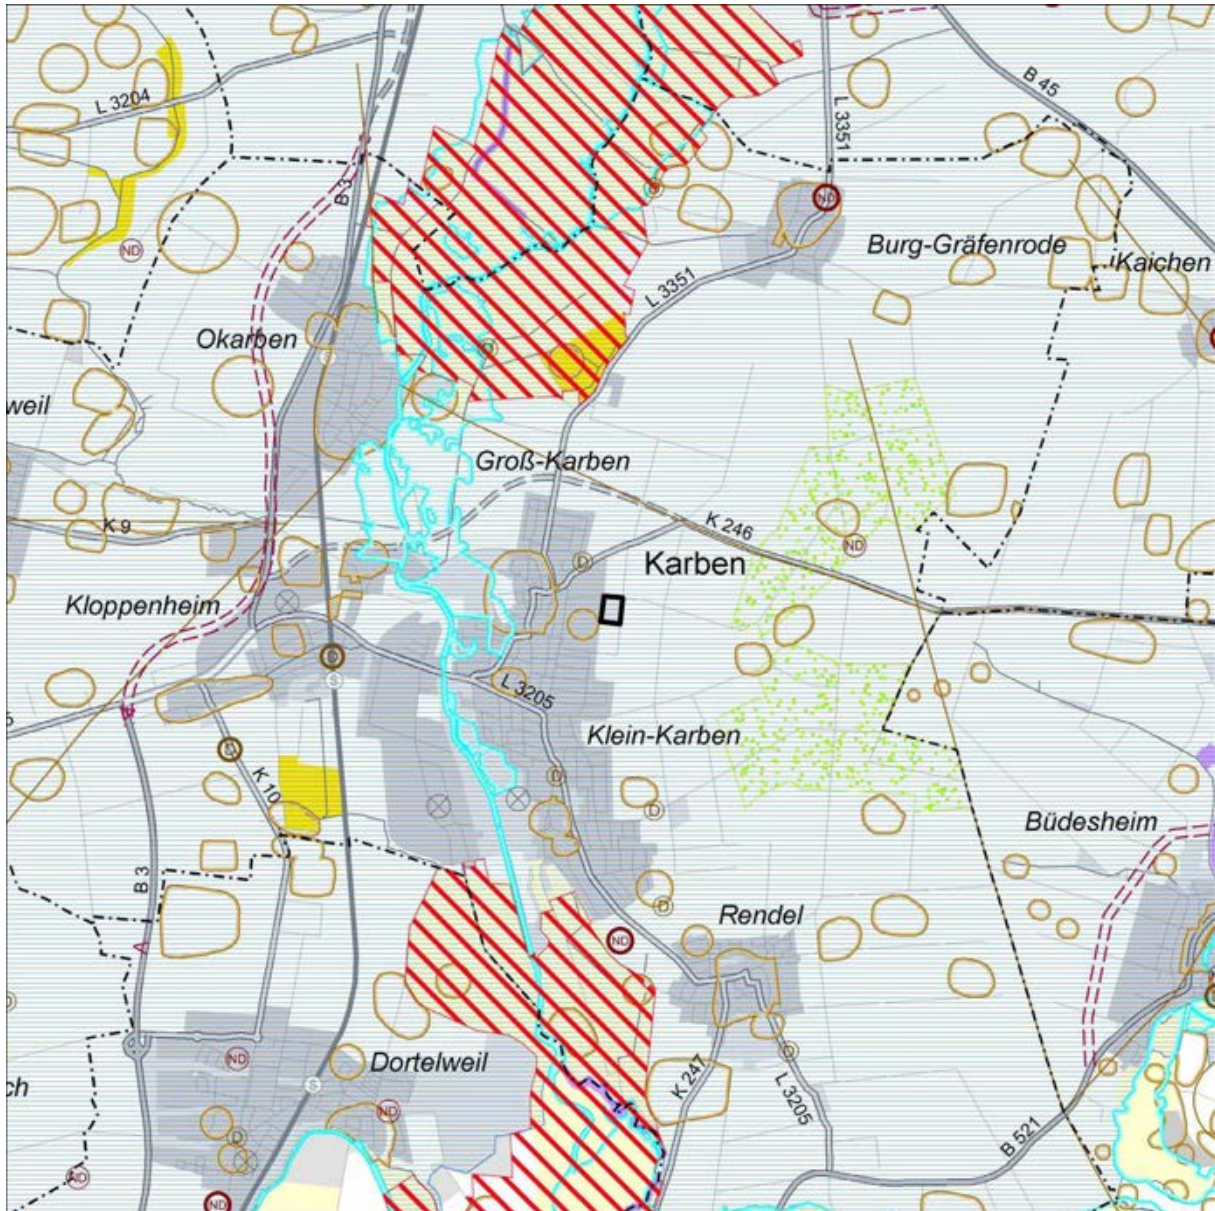 B 45
L 3204
L 3351
B 3
ND
Burg-Gräfenrode
ND
Kaichen
L 3351
Okarben
D
weil
Groß-Karben
K 9
K 246
ND
D
Karben
Kloppenheim
D
S
L 3205
Klein-Karben
D
K 10
D
D
Büdesheim
B 3
D
Rendel
ND
A
D
ND
Dortelweil
S
D
K 247
L 3205
ch
ND
D
B 521
ND
ND